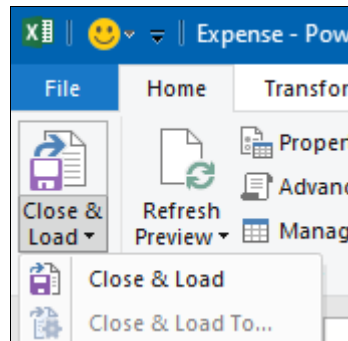 Expense - Pow
File Home Transfor
Close & Load
Refresh Preview
Proper
Advanc
Manag
Close & Load
Close & Load To...